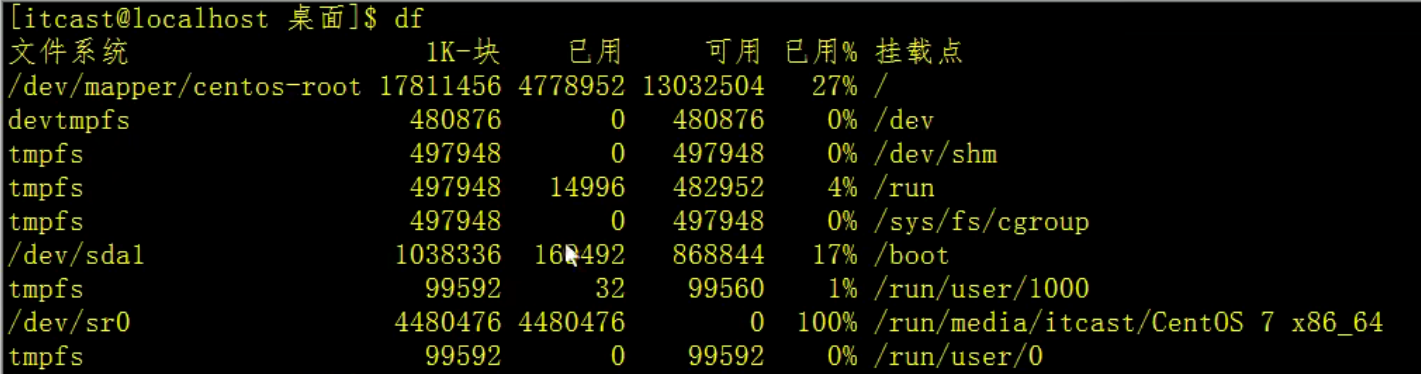 [itcast@localhost 桌面]$ df
文件系统 1K-块 已用 可用 已用% 挂载点
/dev/mapper/centos-root 17811456 4778952 13032504 27% /
devtmpfs 480876 0 480876 0% /dev
tmpfs 497948 0 497948 0% /dev/shm
tmpfs 497948 14996 482952 4% /run
tmpfs 497948 0 497948 0% /sys/fs/cgroup
/dev/sda1 1038336 169492 868844 17% /boot
tmpfs 99592 32 99560 1% /run/user/1000
/dev/sr0 4480476 4480476 0 100% /run/media/itcast/CentOS 7 x86_64
tmpfs 99592 0 99592 0% /run/user/0